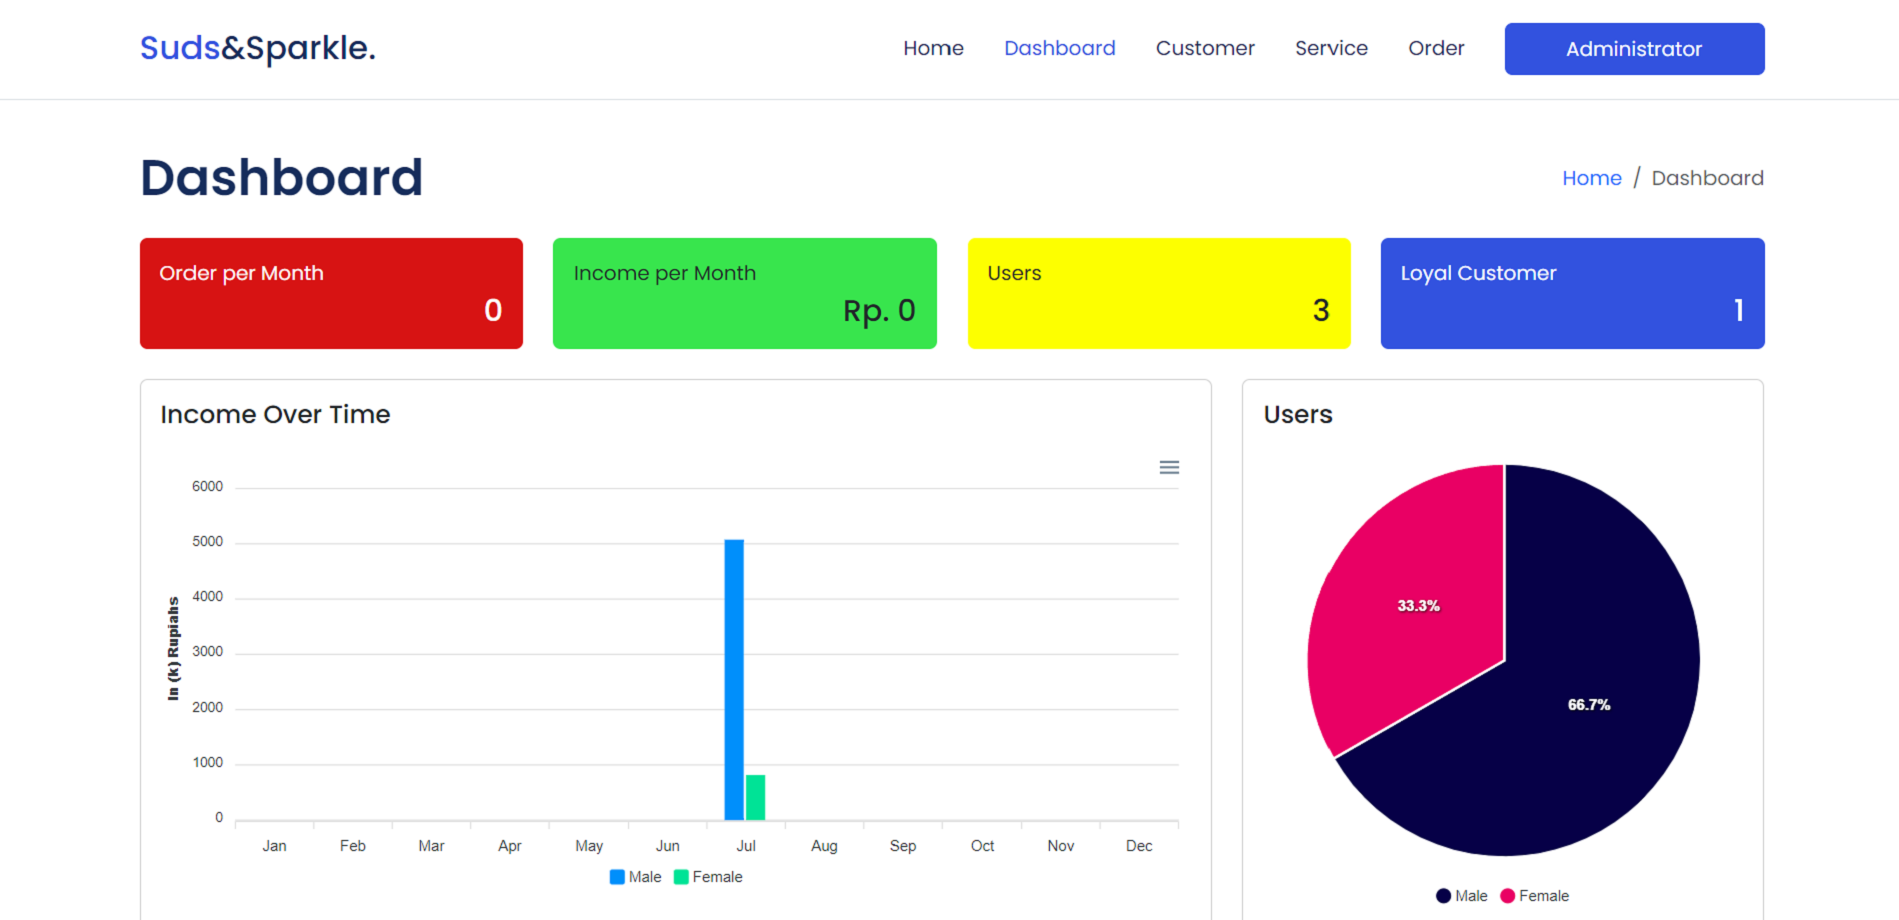 Suds&Sparkle.
Home Dashboard Customer Service Order Administrator
Dashboard
Home / Dashboard
Order per Month
0
Income per Month
Rp. 0
Users
3
Loyal Customer
1
Income Over Time
In (k) Rupiahs
6000
5000
4000
3000
2000
1000
0
Jan Feb Mar Apr May Jun Jul Aug Sep Oct Nov Dec
Male Female
Users
33.3%
66.7%
Male Female